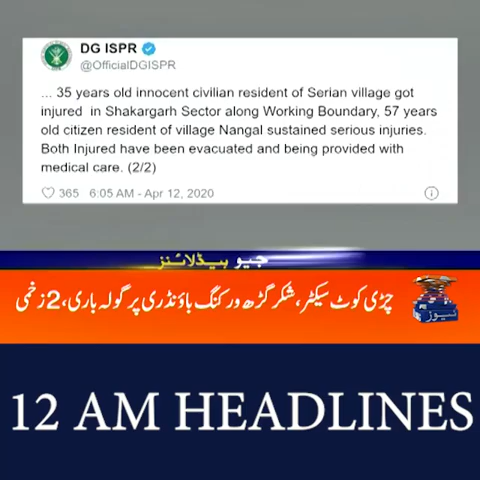 DG ISPR
@OfficialDGISPR
... 35 years old innocent civilian resident of Serian village got
injured in Shakargarh Sector along Working Boundary, 57 years
old citizen resident of village Nangal sustained serious injuries.
Both Injured have been evacuated and being provided with
medical care. (2/2)
365 6:05 AM - Apr 12, 2020
جیو ہیڈلائنز
چڑی کوٹ سیکٹر، شکر گڑھ ورکنگ باؤنڈری پر گولہ باری، 2 زخمی
نیوز
12 AM HEADLINES